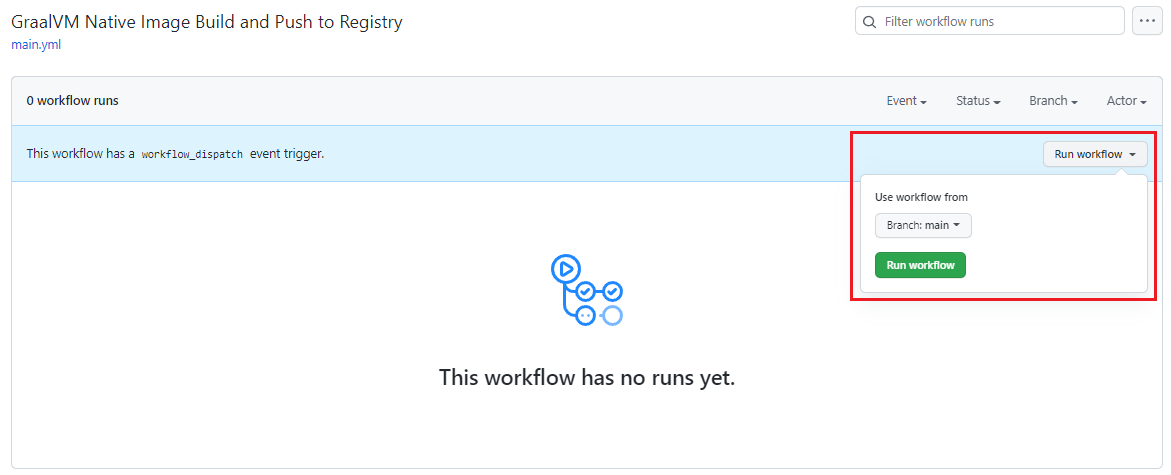 GraalVM Native Image Build and Push to Registry
Filter workflow runs
main.yml
0 workflow runs
Event
Status
Branch
Actor
This workflow has a workflow_dispatch event trigger.
Run workflow
Use workflow from
Branch: main
Run workflow
This workflow has no runs yet.